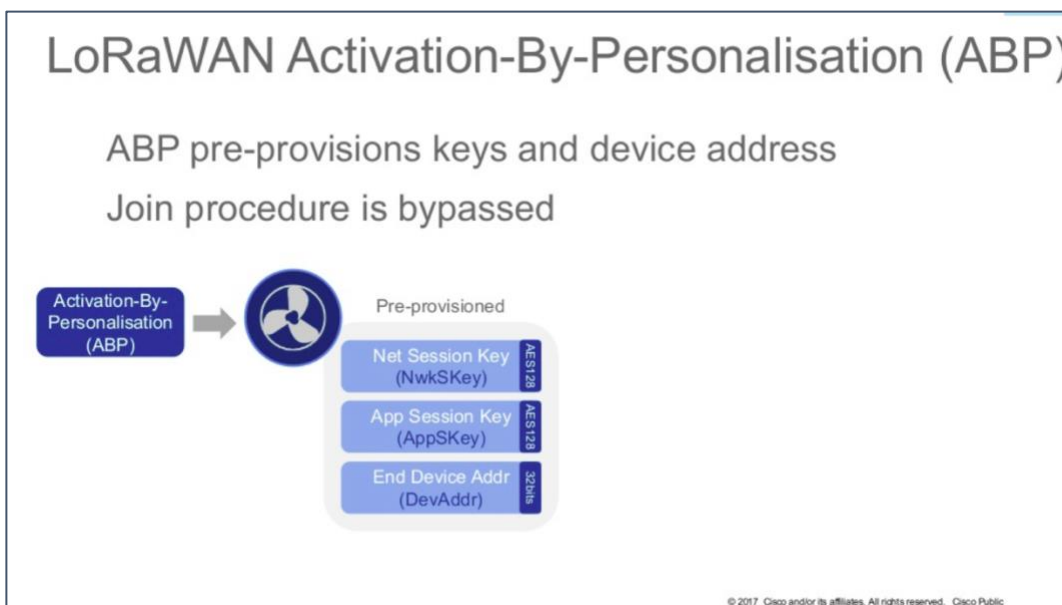 LoRaWAN Activation-By-Personalisation (ABP)
ABP pre-provisions keys and device address
Join procedure is bypassed
Activation-By-
Personalisation
(ABP)
Pre-provisioned
Net Session Key
(NwkSKey)
AES128
App Session Key
(AppSKey)
AES128
End Device Addr
(DevAddr)
32bits
© 2017 Cisco and/or its affiliates. All rights reserved. Cisco Public